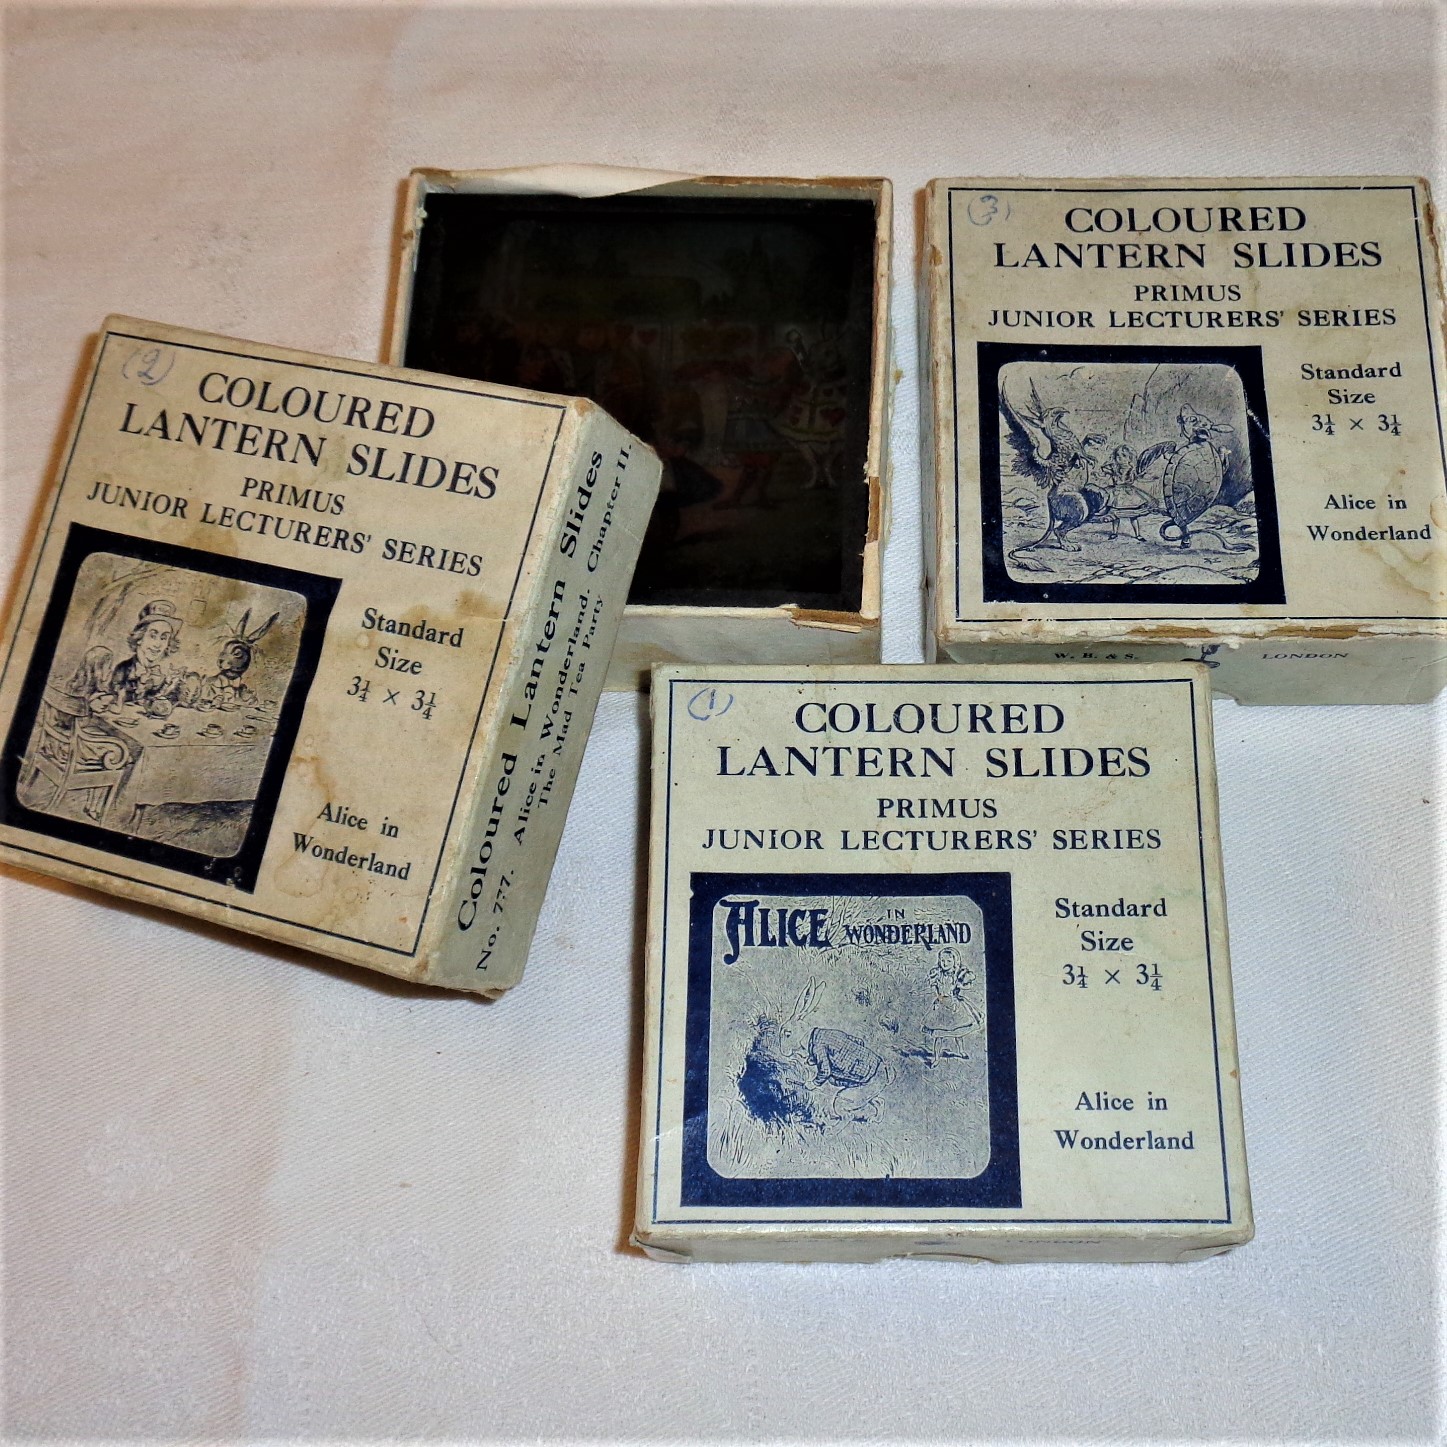 (2)
COLOURED
LANTERN SLIDES
PRIMUS
JUNIOR LECTURERS' SERIES
Standard
Size
3¼ × 3¼
Alice in
Wonderland
Coloured Lantern Slides
No. 777. Alice in Wonderland. Chapter II.
The Mad Tea Party
(3)
COLOURED
LANTERN SLIDES
PRIMUS
JUNIOR LECTURERS' SERIES
Standard
Size
3¼ × 3¼
Alice in
Wonderland
W. B. & S. LONDON
(1)
COLOURED
LANTERN SLIDES
PRIMUS
JUNIOR LECTURERS' SERIES
ALICE IN WONDERLAND
Standard
Size
3¼ × 3¼
Alice in
Wonderland
LONDON